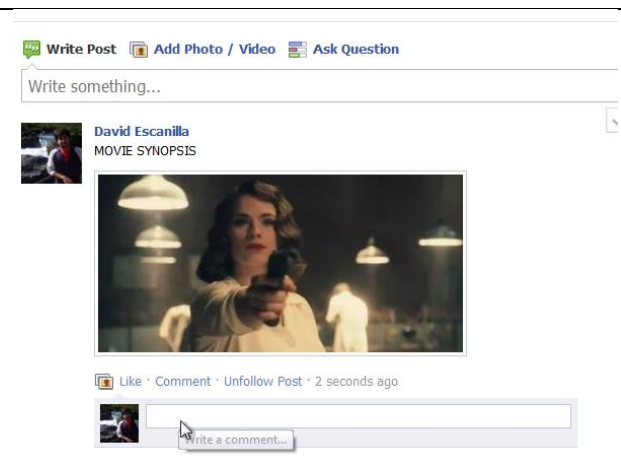 Write Post Add Photo / Video Ask Question
Write something...
David Escanilla
MOVIE SYNOPSIS
Like · Comment · Unfollow Post · 2 seconds ago
Write a comment...